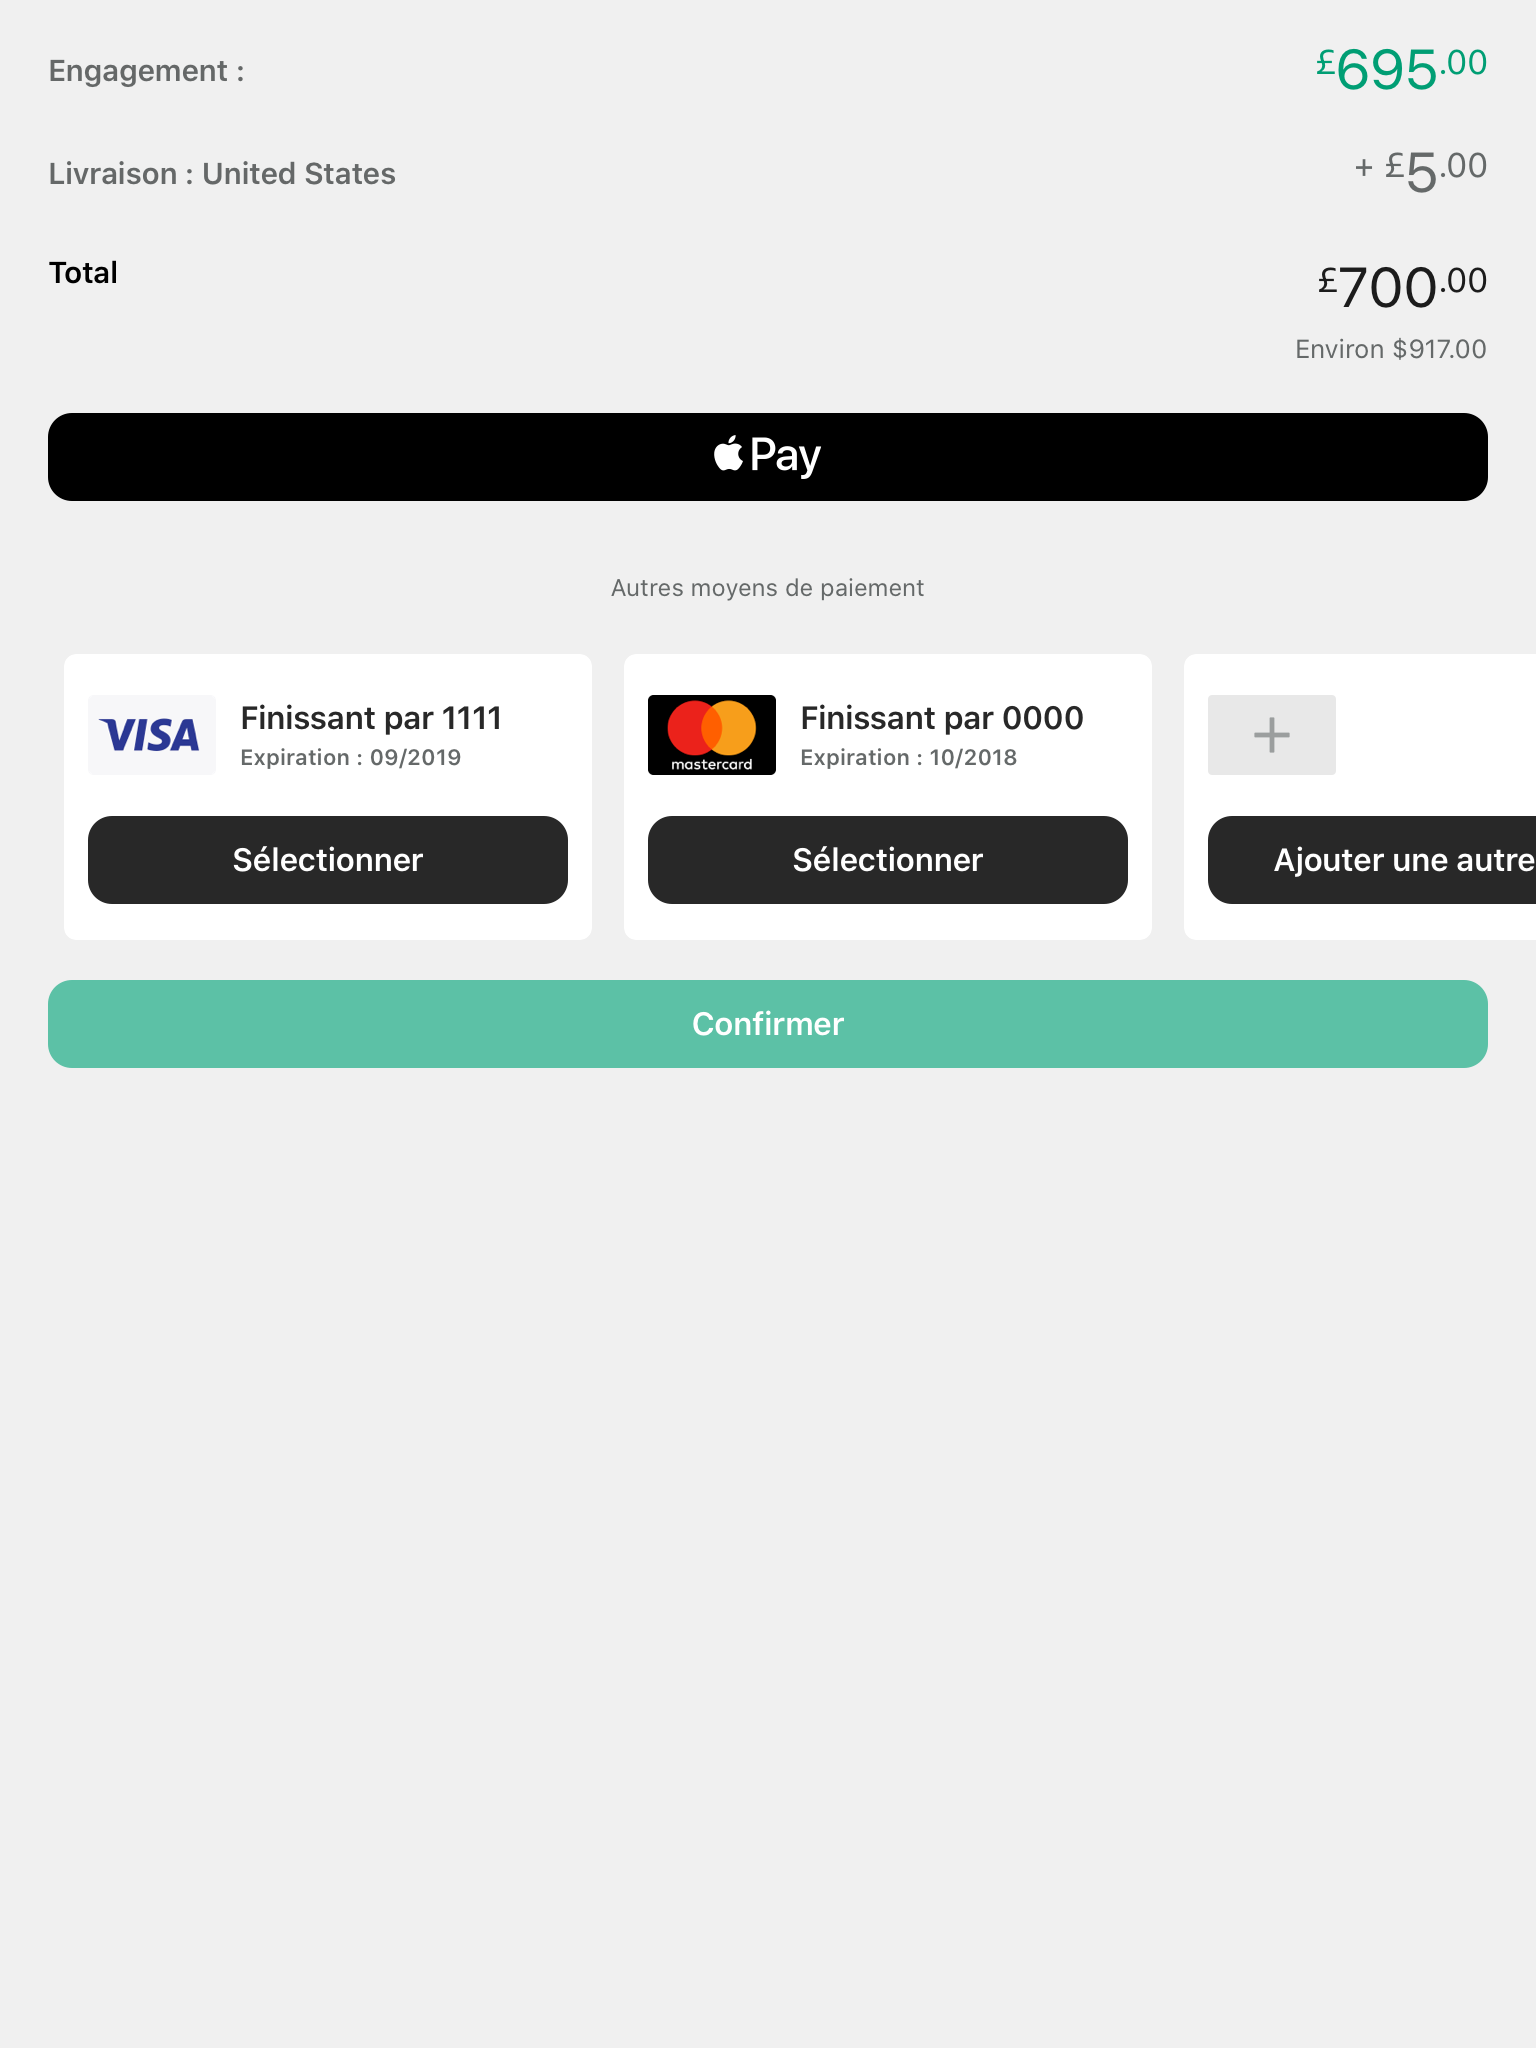 Engagement :
£695.00
Livraison : United States
+ £5.00
Total
£700.00
Environ $917.00
Pay
Autres moyens de paiement
VISA
Finissant par 1111
Expiration : 09/2019
Sélectionner
mastercard
Finissant par 0000
Expiration : 10/2018
Sélectionner
Ajouter une autre
Confirmer